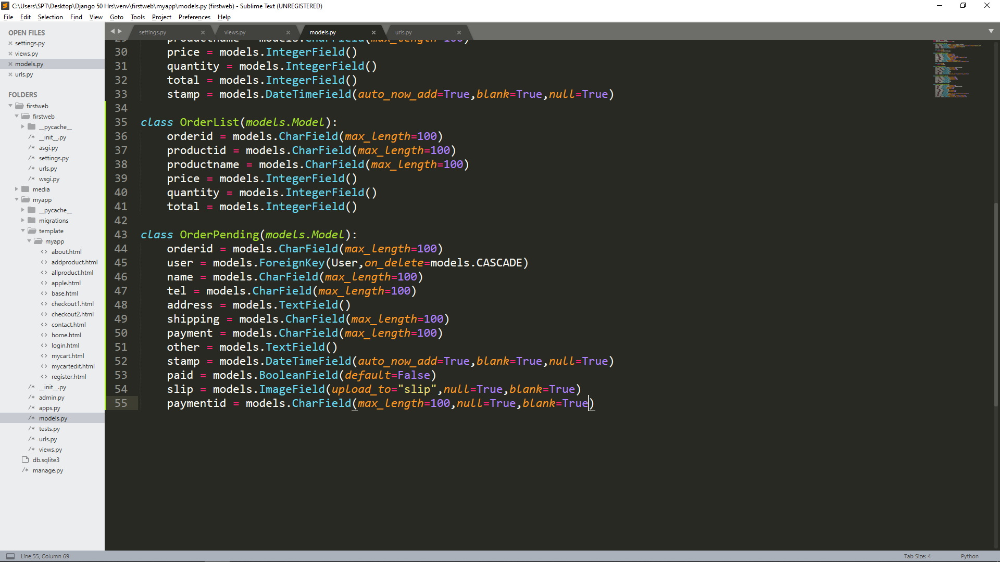 C:\Users\SPT\Desktop\Django 50 Hrs\venv\firstweb\myapp\models.py (firstweb) - Sublime Text (UNREGISTERED)
File Edit Selection Find View Goto Tools Project Preferences Help
OPEN FILES
settings.py
views.py
models.py
urls.py
FOLDERS
firstweb
firstweb
__pycache__
/* __init__.py
/* asgi.py
/* settings.py
/* urls.py
/* wsgi.py
media
myapp
__pycache__
migrations
template
myapp
<> about.html
<> addproduct.html
<> allproduct.html
<> apple.html
<> base.html
<> checkout1.html
<> checkout2.html
<> contact.html
<> home.html
<> login.html
<> mycart.html
<> mycartedit.html
<> register.html
/* __init__.py
/* admin.py
/* apps.py
/* models.py
/* tests.py
/* urls.py
/* views.py
db.sqlite3
/* manage.py
settings.py views.py models.py urls.py
29 productname = models.CharField(max_length=100)
30 price = models.IntegerField()
31 quantity = models.IntegerField()
32 total = models.IntegerField()
33 stamp = models.DateTimeField(auto_now_add=True,blank=True,null=True)
34
35 class OrderList(models.Model):
36 orderid = models.CharField(max_length=100)
37 productid = models.CharField(max_length=100)
38 productname = models.CharField(max_length=100)
39 price = models.IntegerField()
40 quantity = models.IntegerField()
41 total = models.IntegerField()
42
43 class OrderPending(models.Model):
44 orderid = models.CharField(max_length=100)
45 user = models.ForeignKey(User,on_delete=models.CASCADE)
46 name = models.CharField(max_length=100)
47 tel = models.CharField(max_length=100)
48 address = models.TextField()
49 shipping = models.CharField(max_length=100)
50 payment = models.CharField(max_length=100)
51 other = models.TextField()
52 stamp = models.DateTimeField(auto_now_add=True,blank=True,null=True)
53 paid = models.BooleanField(default=False)
54 slip = models.ImageField(upload_to="slip",null=True,blank=True)
55 paymentid = models.CharField(max_length=100,null=True,blank=True)
Line 55, Column 69
Tab Size: 4
Python